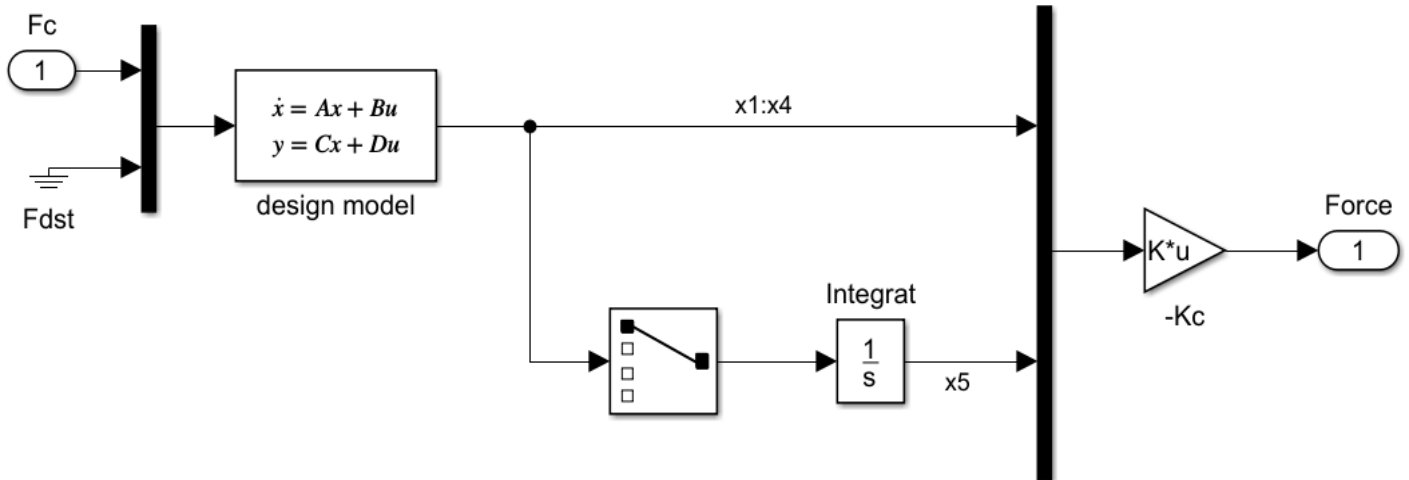 Fc
1
Fdst
ẋ = Ax + Bu
y = Cx + Du
design model
x1:x4
Integrat
1
s
x5
K*u
-Kc
Force
1